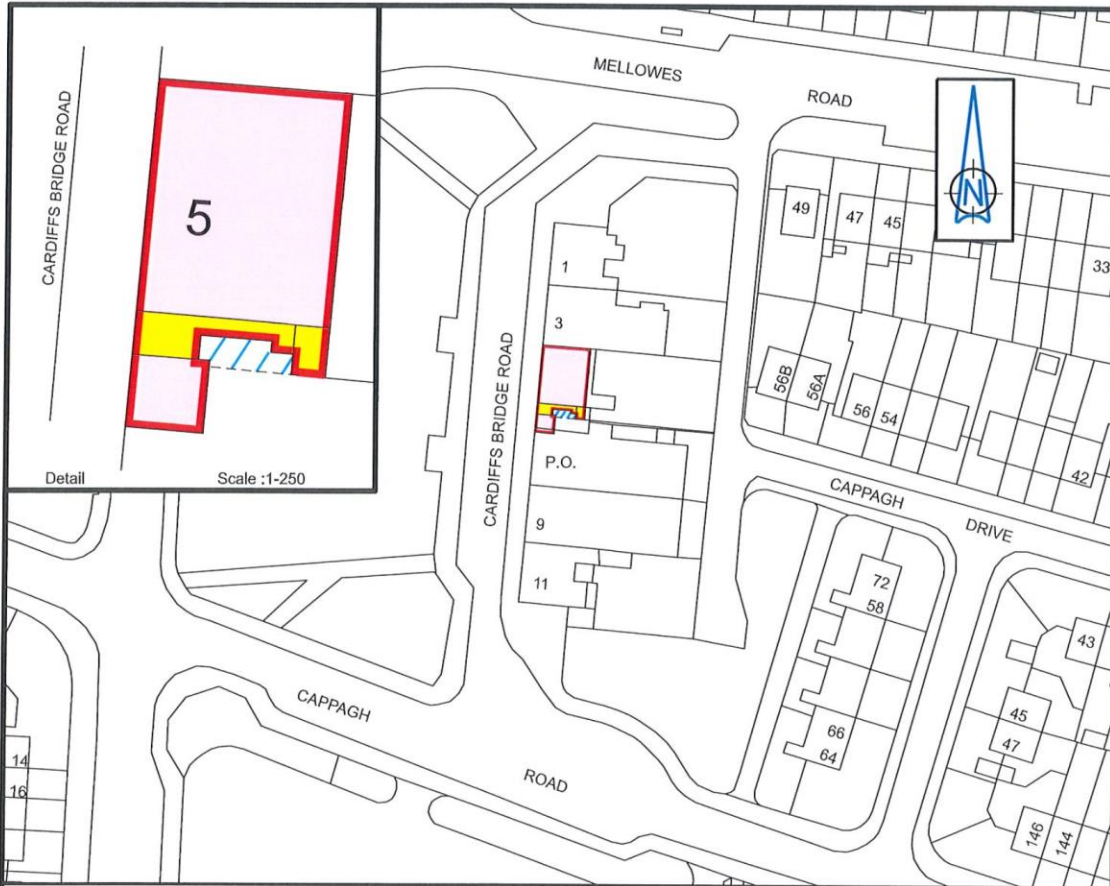 CARDIFFS BRIDGE ROAD
5
Detail
Scale :1-250
MELLOWES
ROAD
N
49
47
45
33
1
3
CARDIFFS BRIDGE ROAD
56B
56A
56
54
42
P.O.
CAPPAGH
DRIVE
9
11
72
58
43
CAPPAGH
ROAD
66
64
45
47
14
16
146
144